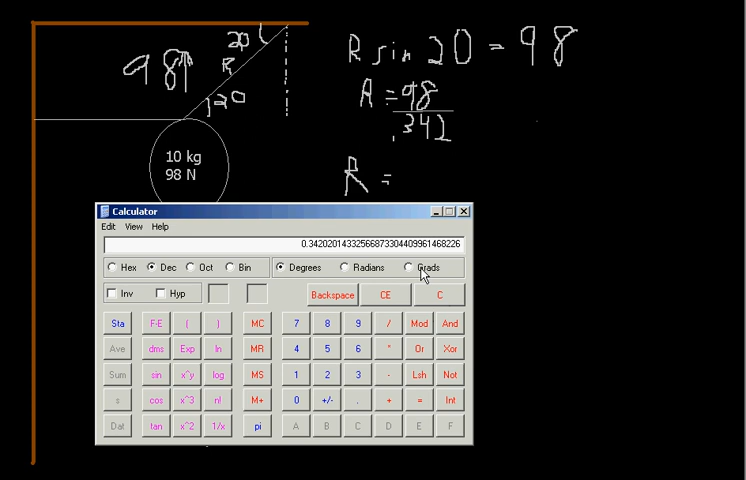 20
R
98↑
120
10 kg
98 N
R sin 20 = 98
A = 98
.342
R =
Calculator
Edit View Help
0.34202014332566873304409961468226
Hex Dec Oct Bin Degrees Radians Grads
Inv Hyp Backspace CE C
Sta F-E ( ) MC 7 8 9 / Mod And
Ave dms Exp ln MR 4 5 6 * Or Xor
Sum sin x^y log MS 1 2 3 - Lsh Not
s cos x^3 n! M+ 0 +/- . + = Int
Dat tan x^2 1/x pi A B C D E F